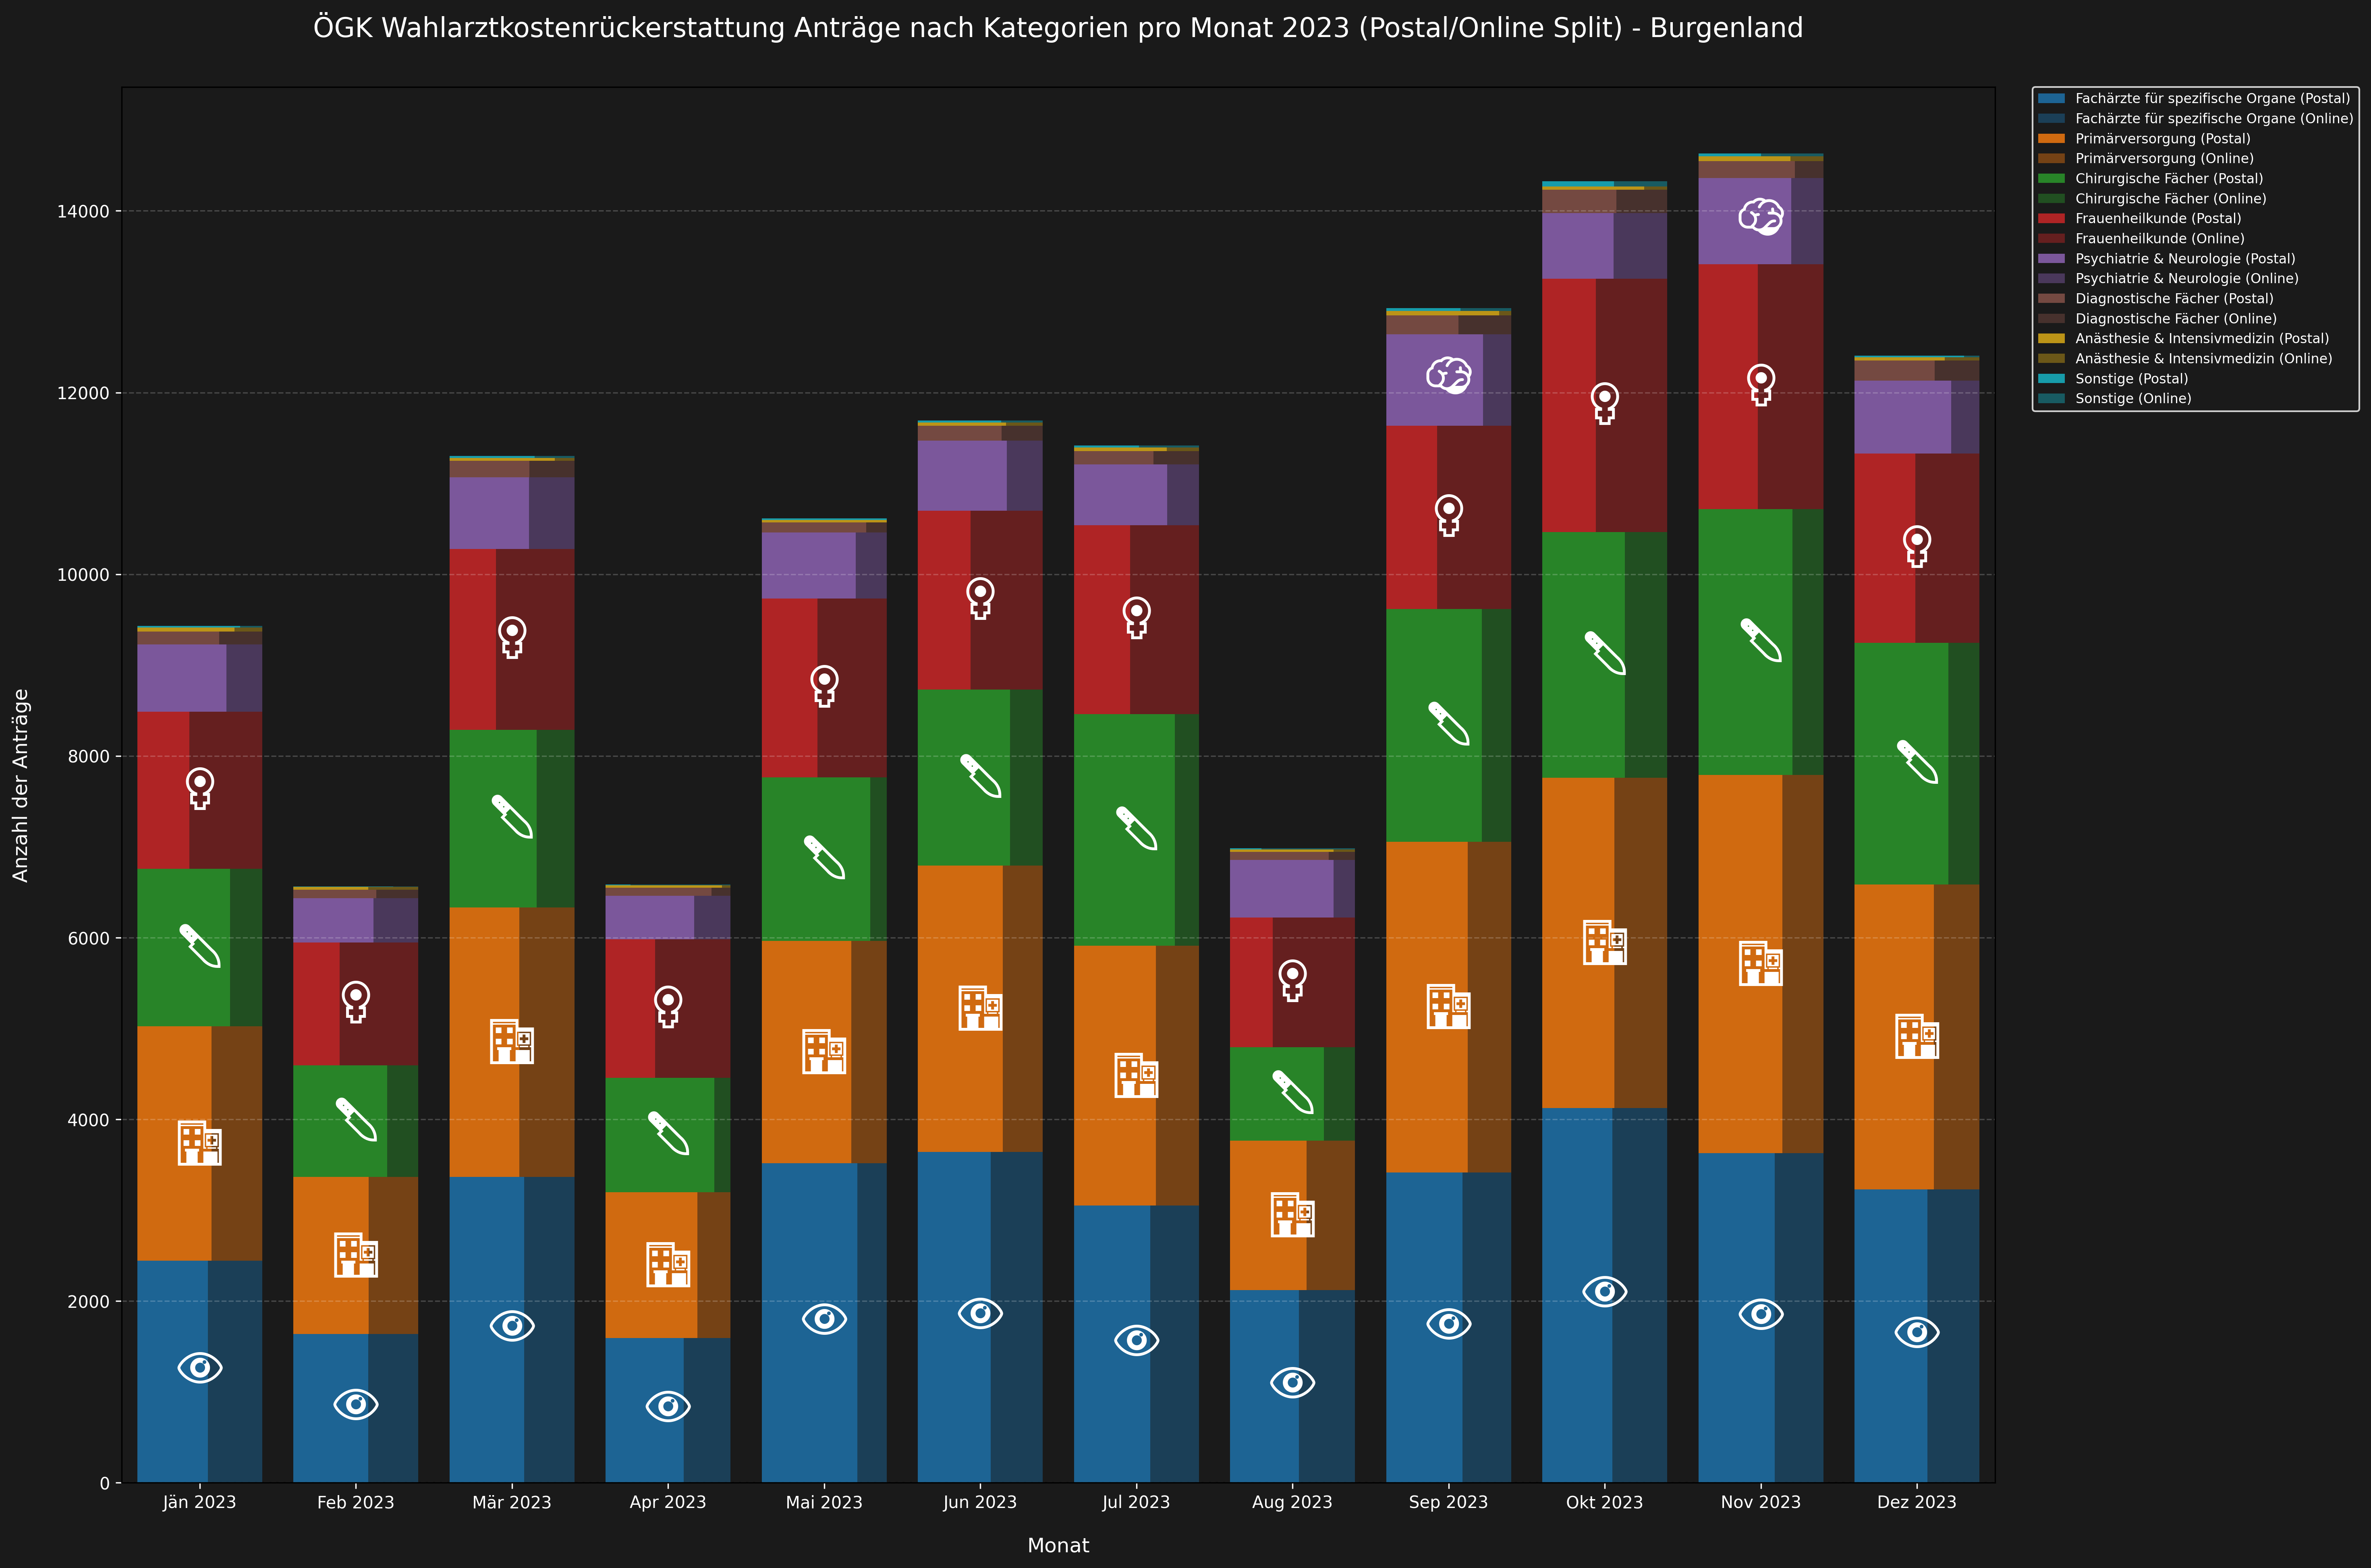 ÖGK Wahlarztkostenrückerstattung Anträge nach Kategorien pro Monat 2023 (Postal/Online Split) - Burgenland
Fachärzte für spezifische Organe (Postal)
Fachärzte für spezifische Organe (Online)
Primärversorgung (Postal)
Primärversorgung (Online)
Chirurgische Fächer (Postal)
Chirurgische Fächer (Online)
Frauenheilkunde (Postal)
Frauenheilkunde (Online)
Psychiatrie & Neurologie (Postal)
Psychiatrie & Neurologie (Online)
Diagnostische Fächer (Postal)
Diagnostische Fächer (Online)
Anästhesie & Intensivmedizin (Postal)
Anästhesie & Intensivmedizin (Online)
Sonstige (Postal)
Sonstige (Online)
Anzahl der Anträge
14000
12000
10000
8000
6000
4000
2000
0
Jän 2023
Feb 2023
Mär 2023
Apr 2023
Mai 2023
Jun 2023
Jul 2023
Aug 2023
Sep 2023
Okt 2023
Nov 2023
Dez 2023
Monat